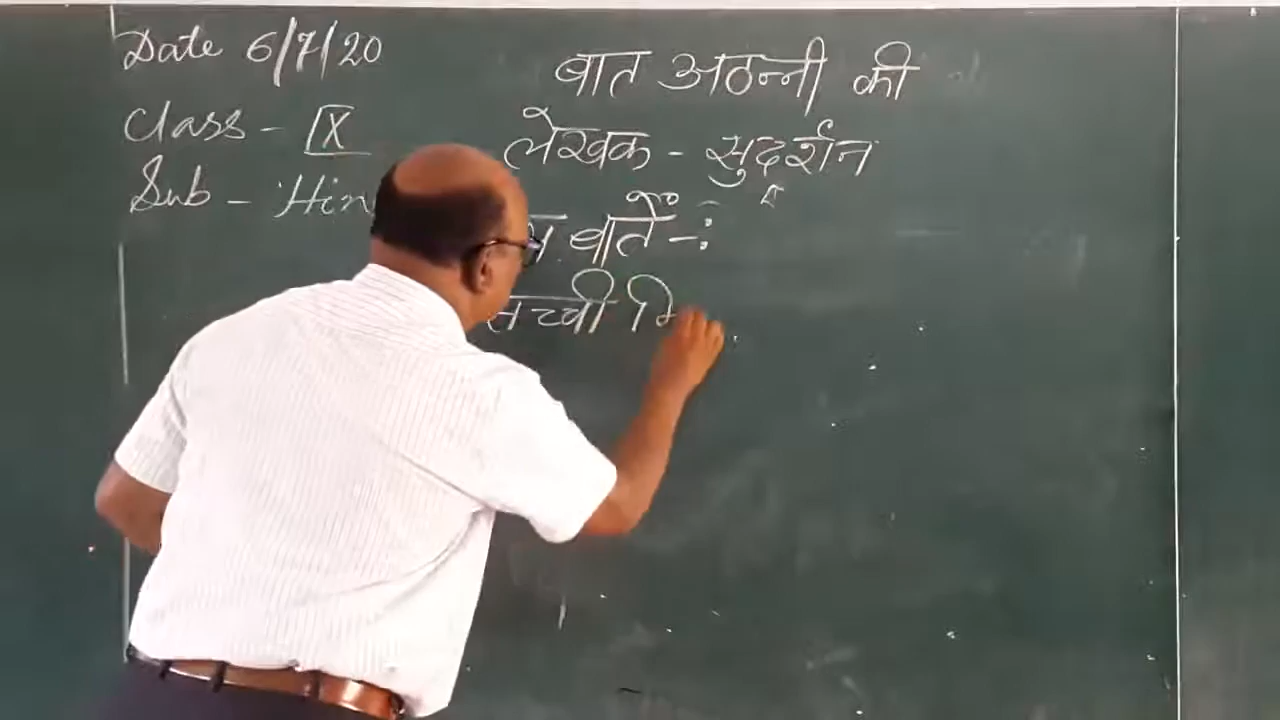 Date 6/7/20
Class - IX
Sub - Hin
बात अठन्नी की
लेखक - सुदर्शन
बातें -:
सच्ची मि